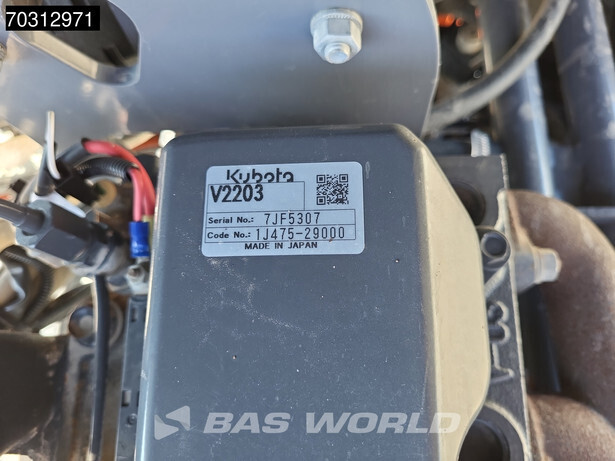 70312971
Kubota
V2203
Serial No.: 7JF5307
Code No.: 1J475-29000
MADE IN JAPAN
BAS WORLD